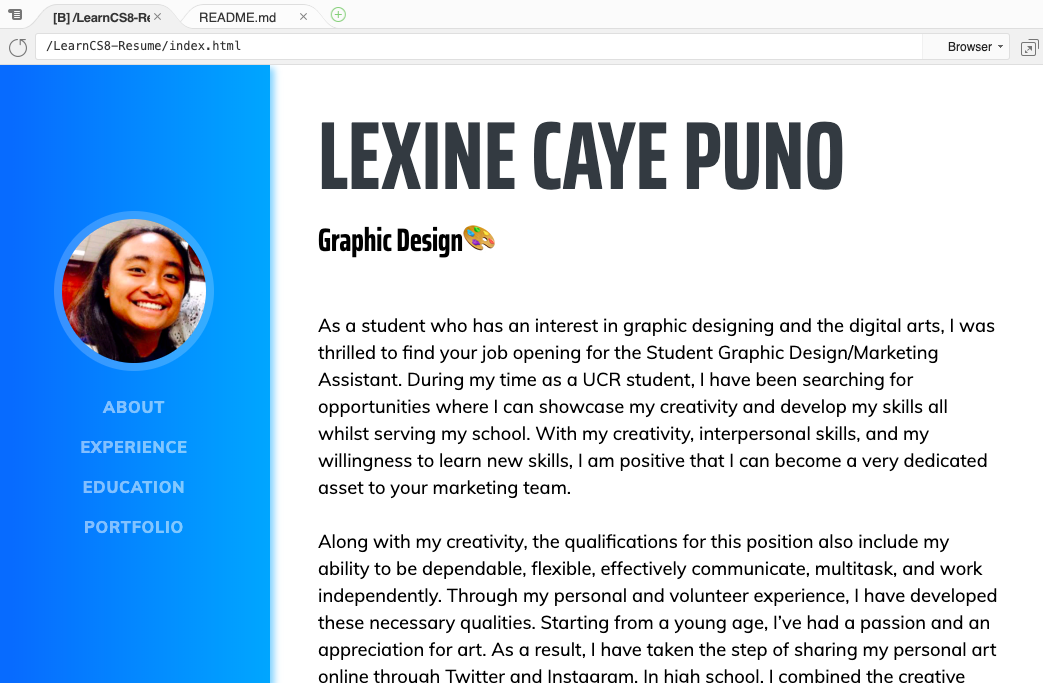 [B] /LearnCS8-Re
README.md
/LearnCS8-Resume/index.html
Browser
LEXINE CAYE PUNO
Graphic Design🎨
ABOUT
EXPERIENCE
EDUCATION
PORTFOLIO
As a student who has an interest in graphic designing and the digital arts, I was
thrilled to find your job opening for the Student Graphic Design/Marketing
Assistant. During my time as a UCR student, I have been searching for
opportunities where I can showcase my creativity and develop my skills all
whilst serving my school. With my creativity, interpersonal skills, and my
willingness to learn new skills, I am positive that I can become a very dedicated
asset to your marketing team.
Along with my creativity, the qualifications for this position also include my
ability to be dependable, flexible, effectively communicate, multitask, and work
independently. Through my personal and volunteer experience, I have developed
these necessary qualities. Starting from a young age, I’ve had a passion and an
appreciation for art. As a result, I have taken the step of sharing my personal art
online through Twitter and Instagram. In high school, I combined the creative